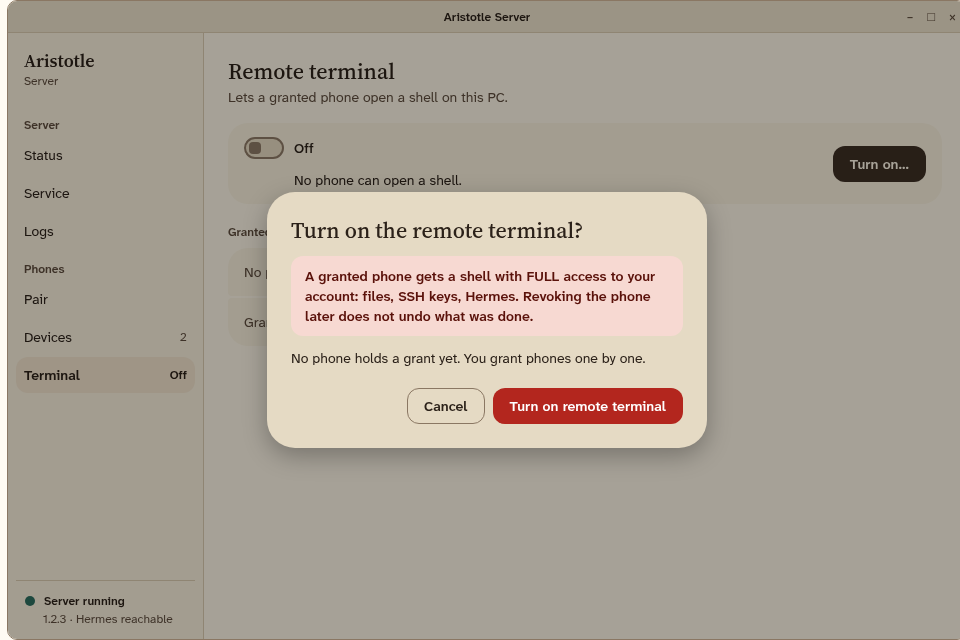 Aristotle Server
Aristotle
Server
Server
Status
Service
Logs
Phones
Pair
Devices 2
Terminal Off
Server running
1.2.3 · Hermes reachable
Remote terminal
Lets a granted phone open a shell on this PC.
Off
No phone can open a shell.
Turn on...
Turn on the remote terminal?
A granted phone gets a shell with FULL access to your
account: files, SSH keys, Hermes. Revoking the phone
later does not undo what was done.
No phone holds a grant yet. You grant phones one by one.
Cancel
Turn on remote terminal